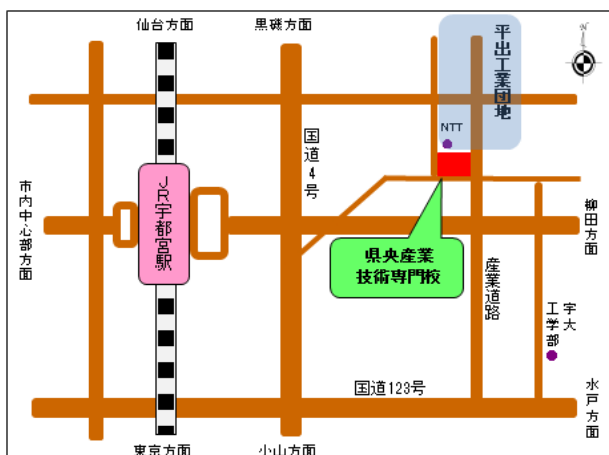 仙台方面
黒磯方面
N
平出工業団地
NTT
国道4号
市内中心部方面
JR宇都宮駅
柳田方面
県央産業
技術専門校
産業道路
宇大
工学部
国道123号
水戸方面
東京方面
小山方面